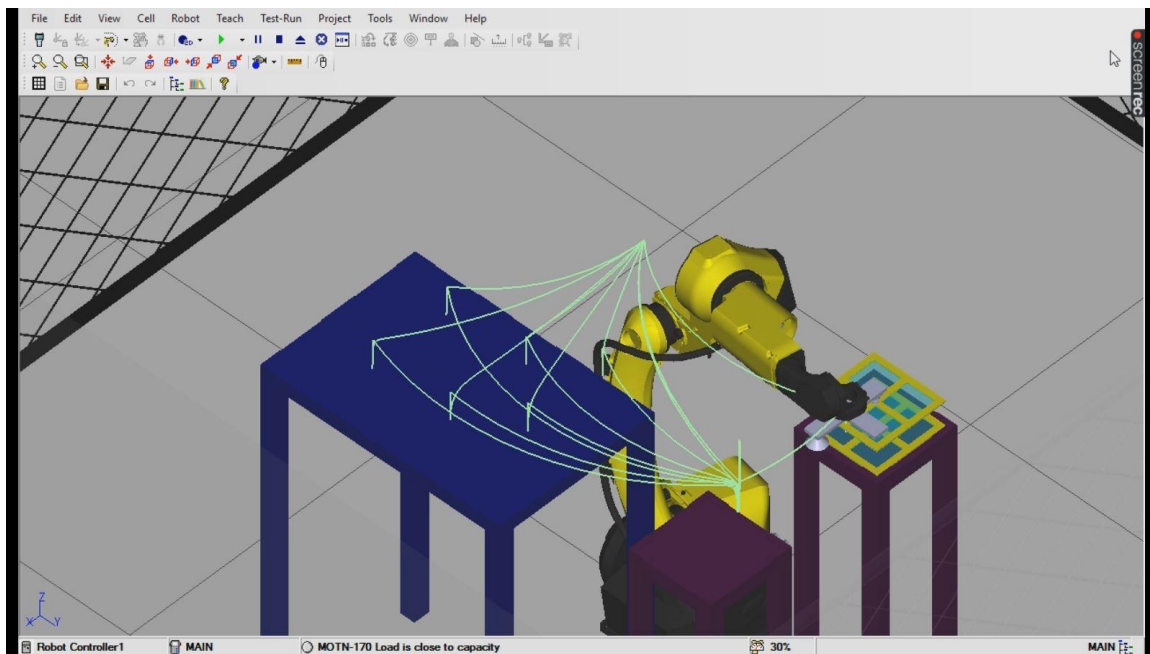 File Edit View Cell Robot Teach Test-Run Project Tools Window Help
screenrec
Z
X Y
Robot Controller1 MAIN MOTN-170 Load is close to capacity 30% MAIN